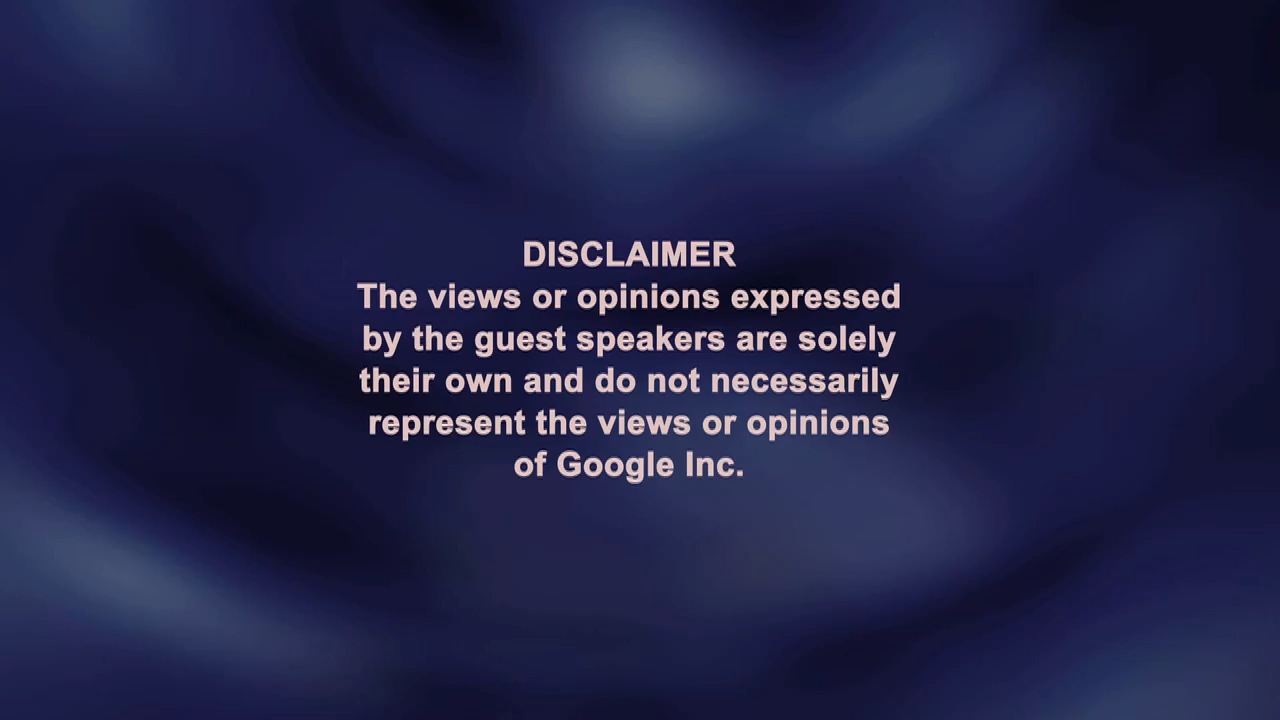 DISCLAIMER
The views or opinions expressed
by the guest speakers are solely
their own and do not necessarily
represent the views or opinions
of Google Inc.